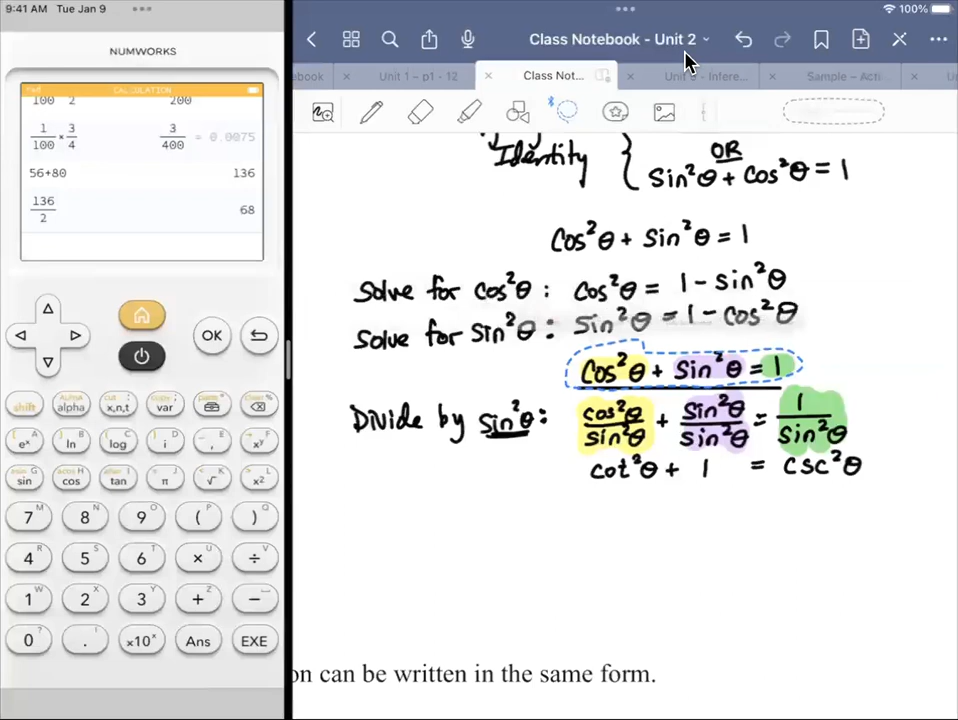 9:41 AM Tue Jan 9
100%
NUMWORKS
CALCULATION
100 2 200
1/100 × 3/4 3/400 = 0.0075
56+80 136
136/2 68
OK
shift alpha x,n,t var
eˣ ln log i , xʸ
sin cos tan π √ x²
7 8 9 ( )
4 5 6 × ÷
1 2 3 + −
0 . ×10ˣ Ans EXE
Class Notebook - Unit 2
Unit 1 – p1 - 12
Class Not...
Sample – Acti
Identity
OR
Sin²θ + Cos²θ = 1
Cos²θ + Sin²θ = 1
Solve for Cos²θ : Cos²θ = 1 − Sin²θ
Solve for Sin²θ : Sin²θ = 1 − Cos²θ
Cos²θ + Sin²θ = 1
Divide by sin²θ : cos²θ/sin²θ + Sin²θ/sin²θ = 1/Sin²θ
cot²θ + 1 = csc²θ
on can be written in the same form.